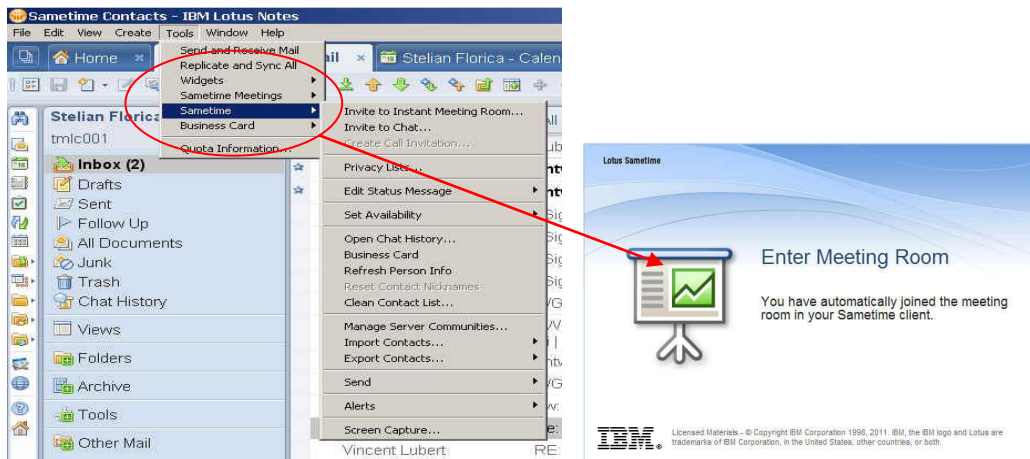 Sametime Contacts - IBM Lotus Notes
File Edit View Create Tools Window Help
Home
ail
Stelian Florica - Calen
Send and Receive Mail
Replicate and Sync All
Widgets
Sametime Meetings
Sametime
Business Card
Quota Information...
Stelian Florica
tmlc001
Inbox (2)
Drafts
Sent
Follow Up
All Documents
Junk
Trash
Chat History
Views
Folders
Archive
Tools
Other Mail
Invite to Instant Meeting Room...
Invite to Chat...
Create Call Invitation...
Privacy Lists...
Edit Status Message
Set Availability
Open Chat History...
Business Card
Refresh Person Info
Reset Contact Nicknames
Clean Contact List...
Manage Server Communities...
Import Contacts...
Export Contacts...
Send
Alerts
Screen Capture...
Vincent Lubert RE:
Lotus Sametime
Enter Meeting Room
You have automatically joined the meeting
room in your Sametime client.
IBM
Licensed Materials - © Copyright IBM Corporation 1998, 2011. IBM, the IBM logo and Lotus are
trademarks of IBM Corporation, in the United States, other countries, or both.